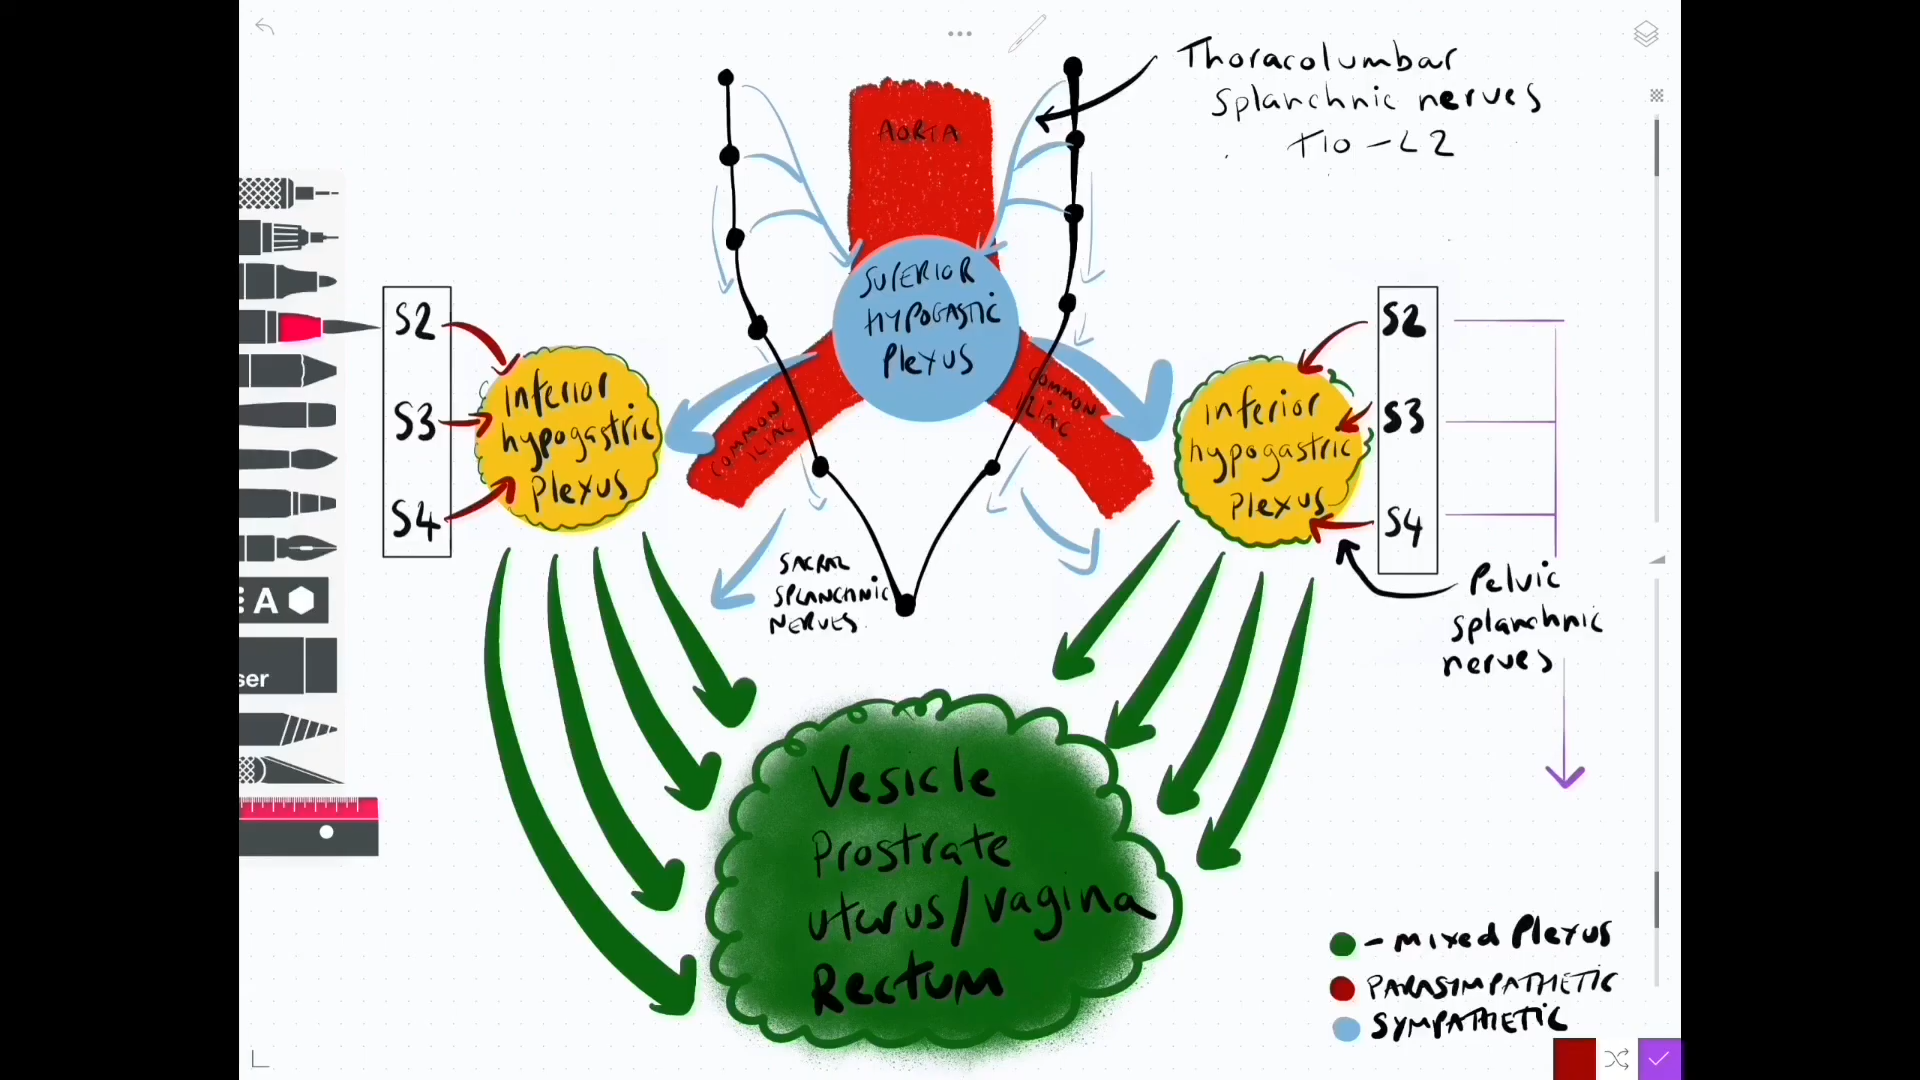 Thoracolumbar
Splanchnic nerves
T10 - L2
AORTA
SUPERIOR
HYPOGASTIC
Plexus
COMMON
ILIAC
COMMON
ILIAC
S2
S3
S4
Inferior
hypogastric
Plexus
Inferior
hypogastric
Plexus
S2
S3
S4
SACRAL
SPLANCHNIC
NERVES
Pelvic
splanchnic
nerves
A
ser
Vesicle
Prostrate
uterus/vagina
Rectum
- mixed Plexus
PARASYMPATHETIC
SYMPATHETIC